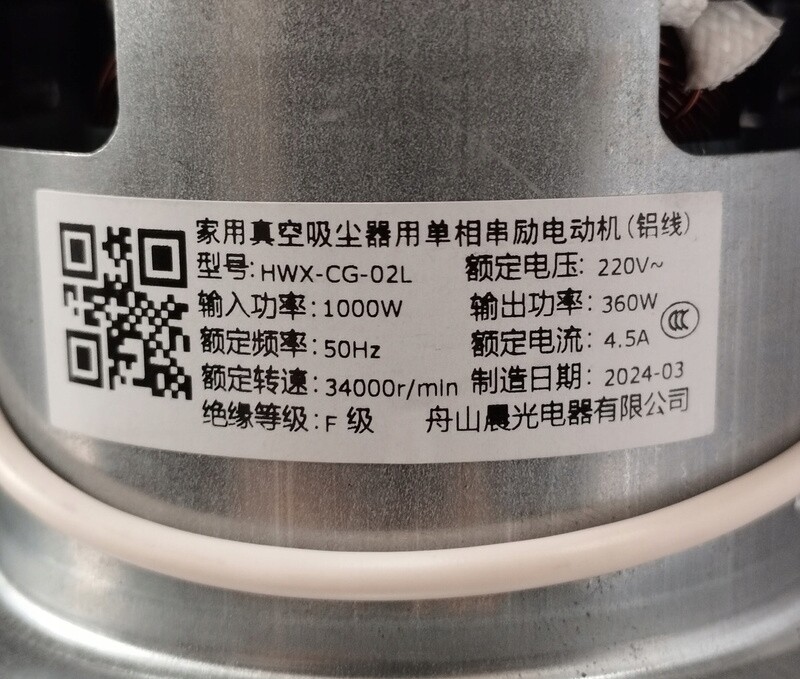 家用真空吸尘器用单相串励电动机(铝线)
型号:HWX-CG-02L 额定电压: 220V~
输入功率:1000W 输出功率: 360W
额定频率:50Hz 额定电流: 4.5A
额定转速:34000r/min 制造日期: 2024-03
绝缘等级:F 级 舟山晨光电器有限公司
CCC